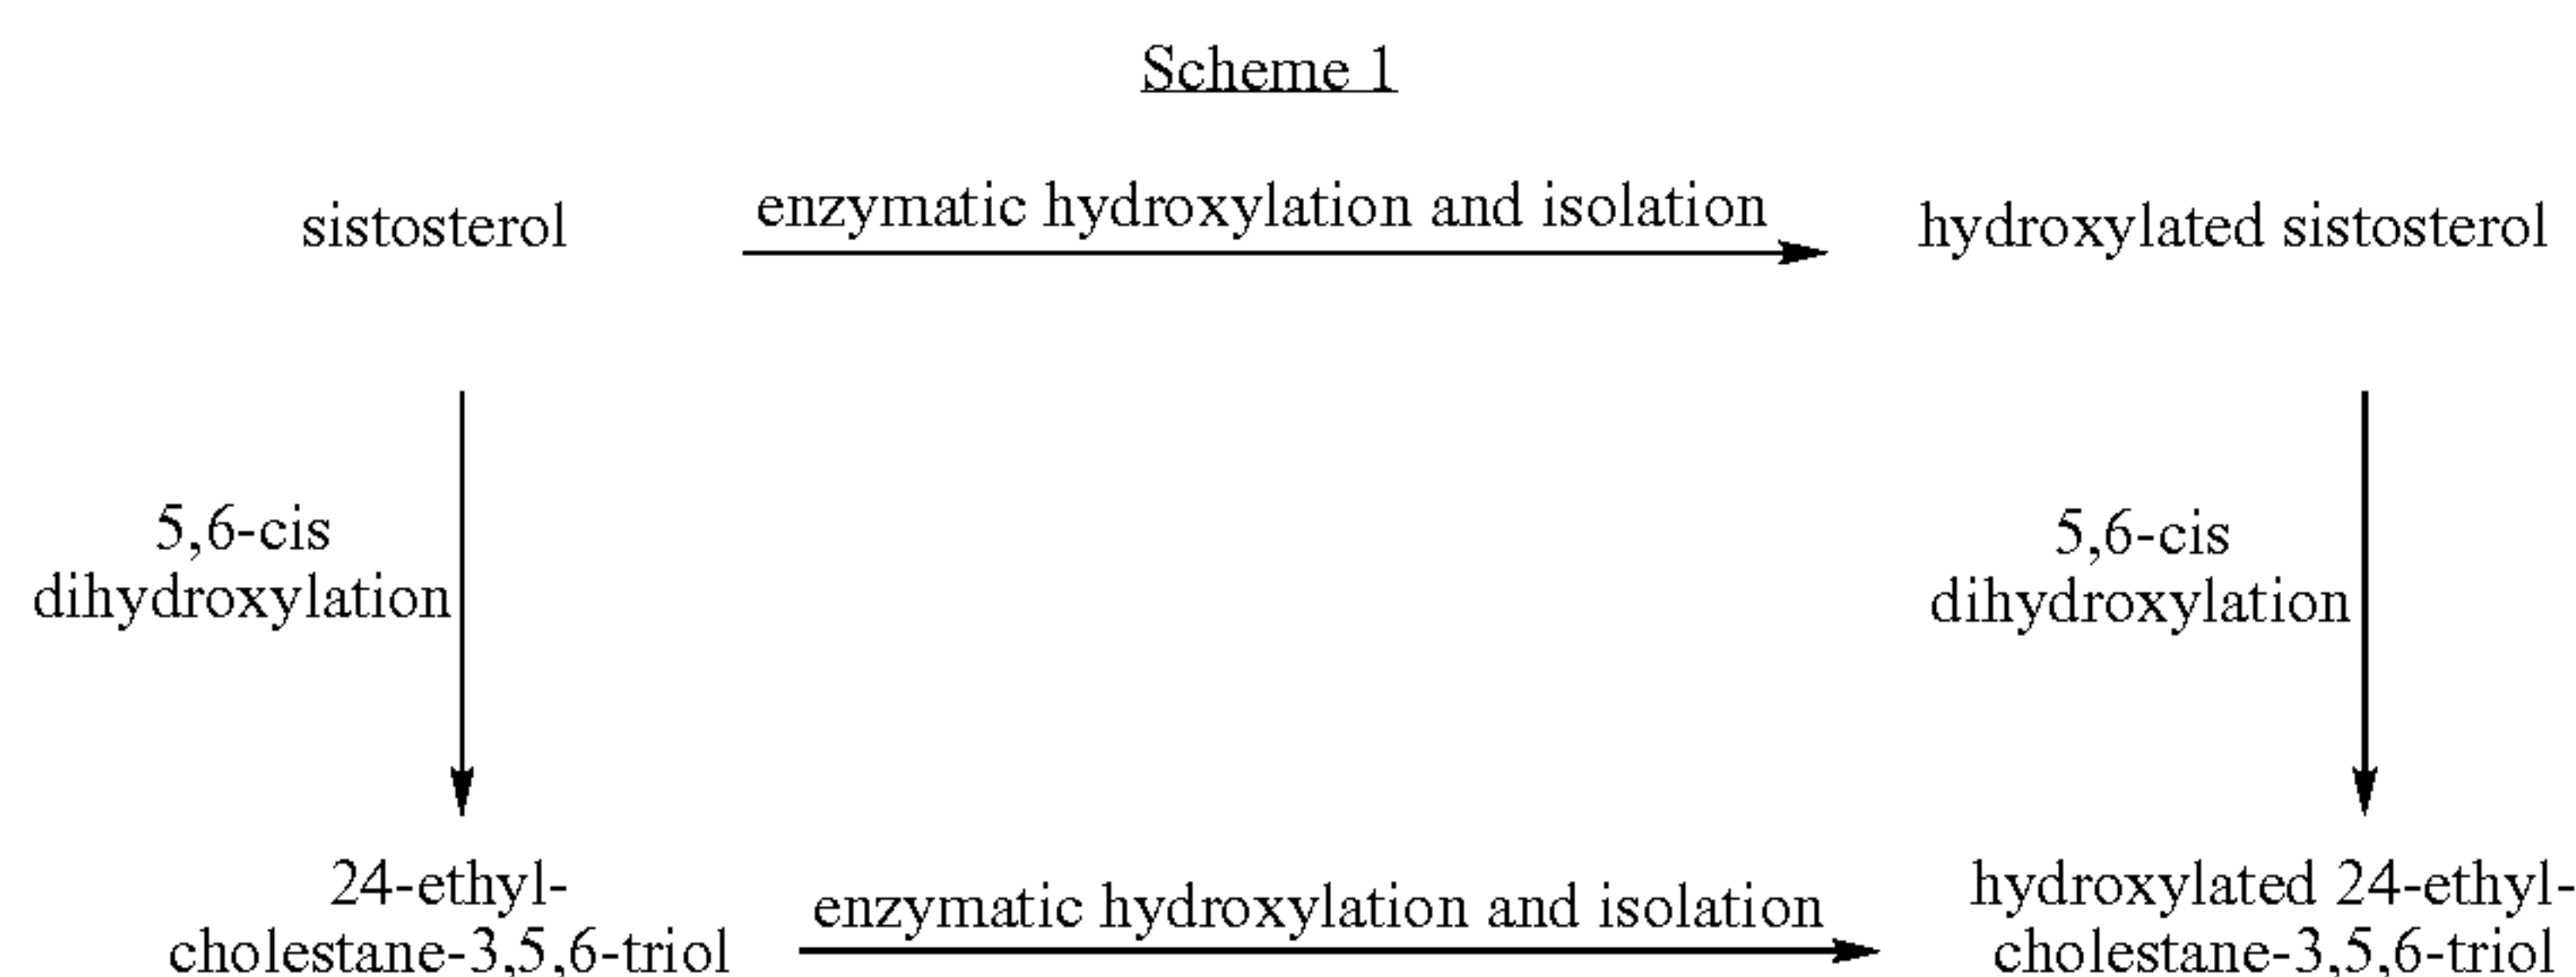 Scheme 1
sistosterol
enzymatic hydroxylation and isolation
hydroxylated sistosterol
5,6-cis
dihydroxylation
5,6-cis
dihydroxylation
24-ethyl-
cholestane-3,5,6-triol
enzymatic hydroxylation and isolation
hydroxylated 24-ethyl-
cholestane-3,5,6-triol